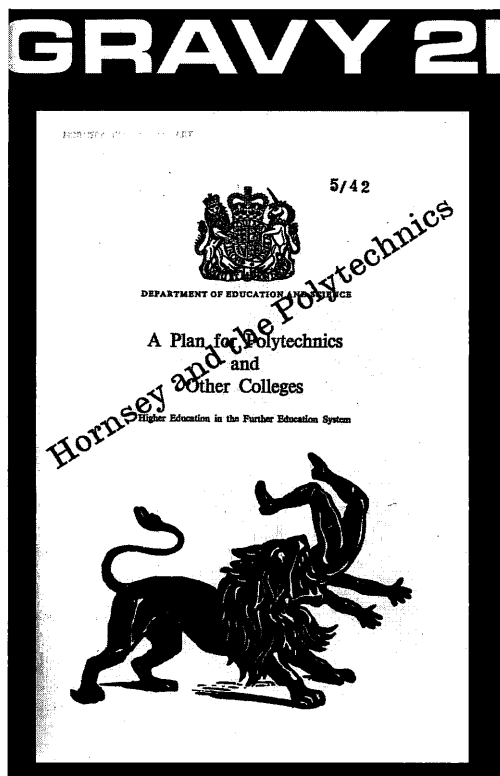 GRAVY
5/42
DEPARTMENT OF EDUCATION AND SCIENCE
A Plan for Polytechnics
and
Other Colleges
Higher Education in the Further Education System
Hornsey and the Polytechnics